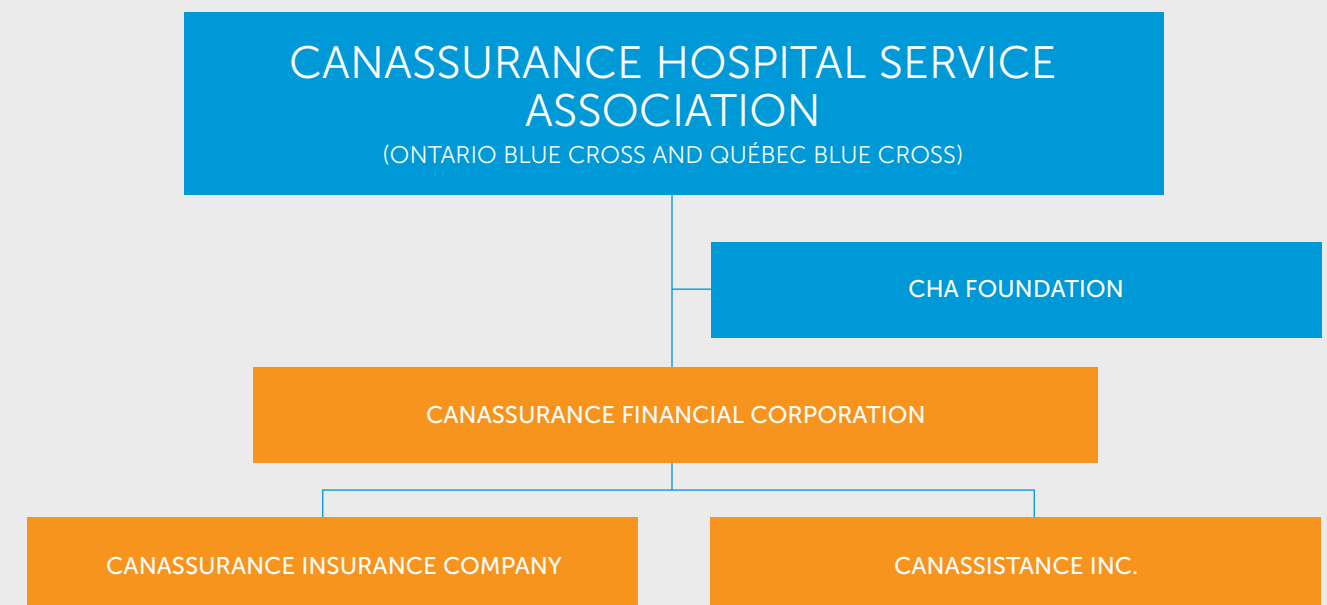 CANASSURANCE HOSPITAL SERVICE
ASSOCIATION
(ONTARIO BLUE CROSS AND QUÉBEC BLUE CROSS)
CHA FOUNDATION
CANASSURANCE FINANCIAL CORPORATION
CANASSURANCE INSURANCE COMPANY
CANASSISTANCE INC.